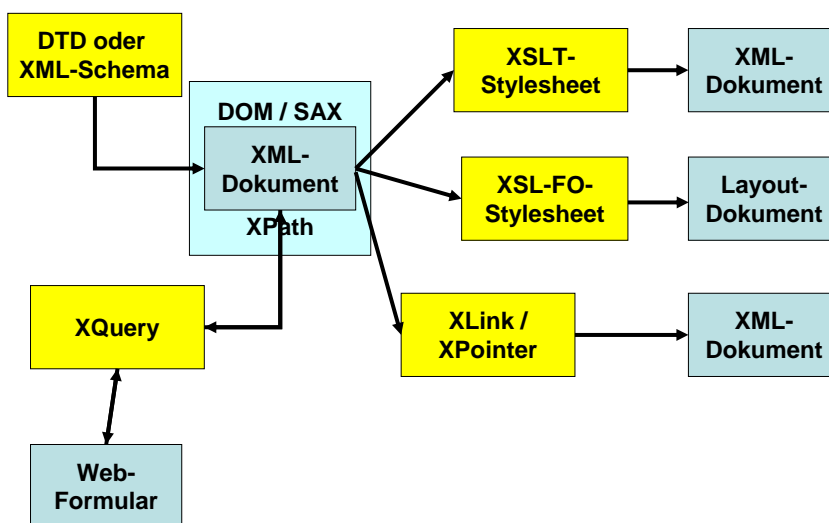 DTD oder
XML-Schema
DOM / SAX
XML-
Dokument
XPath
XSLT-
Stylesheet
XML-
Dokument
XSL-FO-
Stylesheet
Layout-
Dokument
XQuery
XLink /
XPointer
XML-
Dokument
Web-
Formular